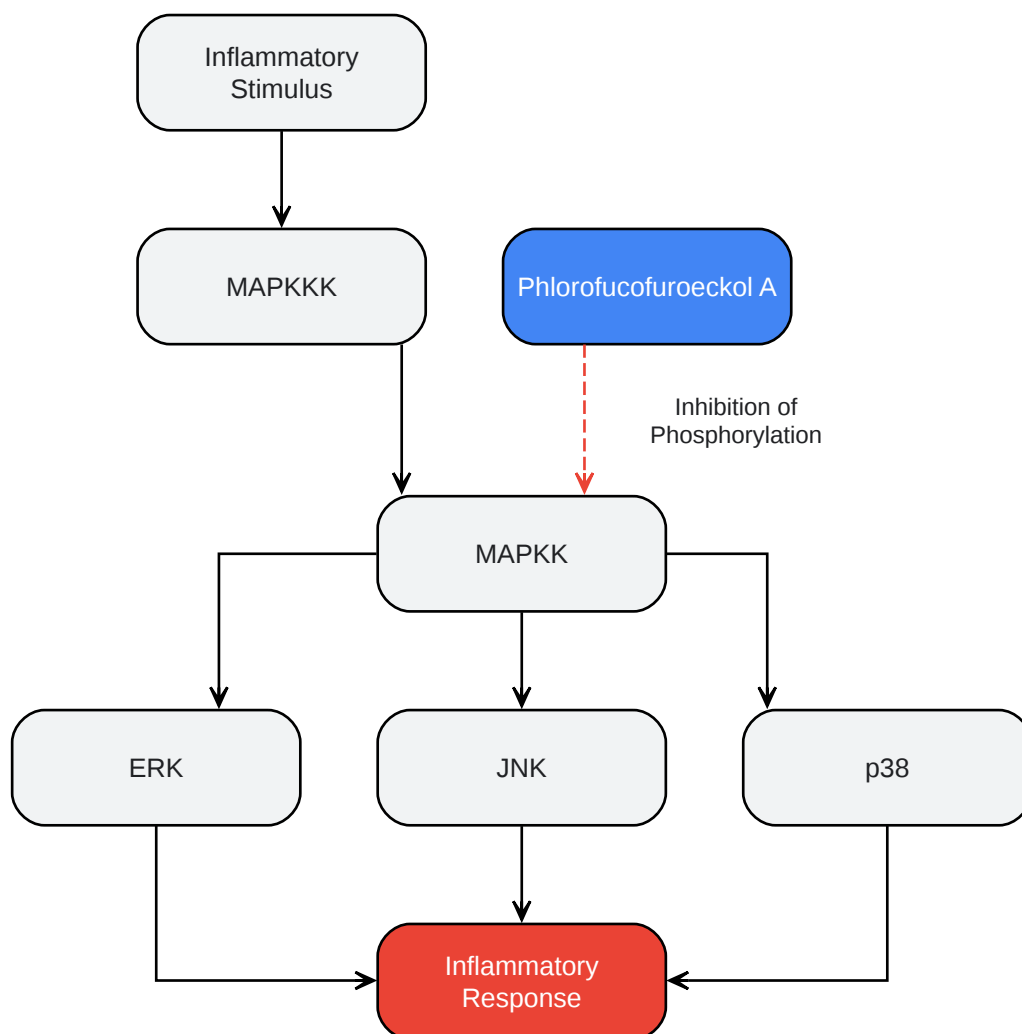 Inflammatory
Stimulus
MAPKKK
Phlorofucofuroeckol A
Inhibition of
Phosphorylation
MAPKK
ERK
JNK
p38
Inflammatory
Response